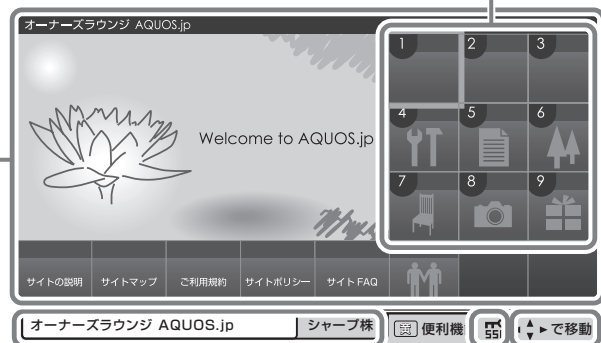 オーナーズラウンジ AQUOS.jp
1 2 3
Welcome to AQUOS.jp
4 5 6
7 8 9
サイトの説明 サイトマップ ご利用規約 サイトポリシー サイト FAQ
オーナーズラウンジ AQUOS.jp シャープ株 黄 便利機 で移動